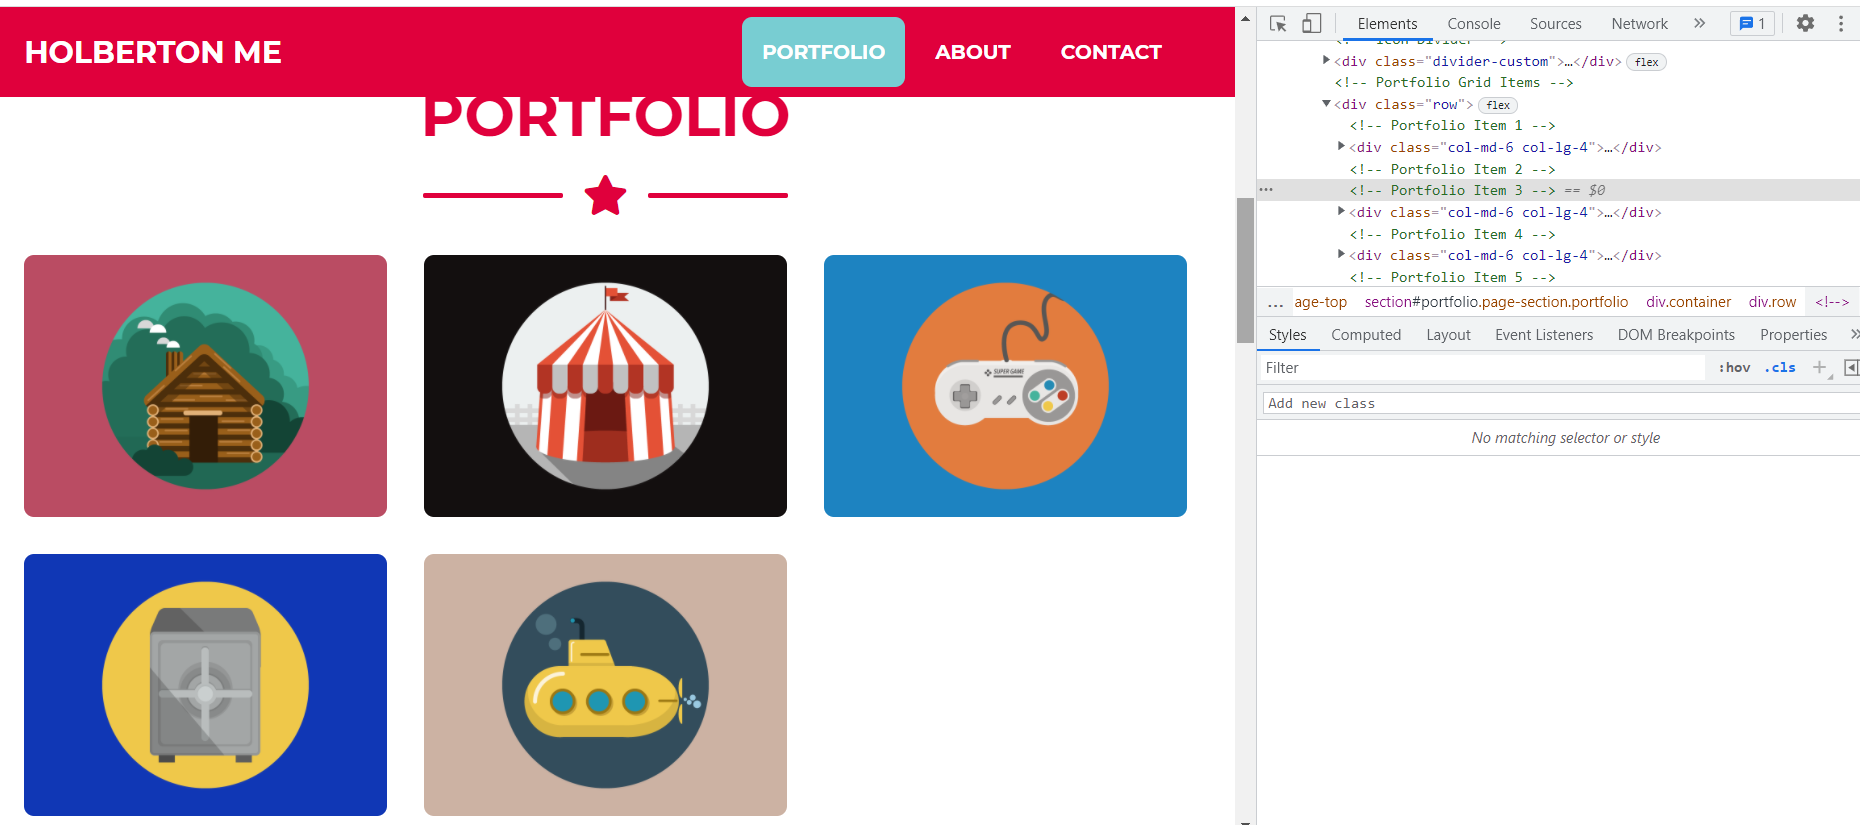 HOLBERTON ME
PORTFOLIO ABOUT CONTACT
PORTFOLIO
SUPER GAME
Elements Console Sources Network » 1
<div class="divider-custom">…</div> flex
<!-- Portfolio Grid Items -->
<div class="row"> flex
<!-- Portfolio Item 1 -->
<div class="col-md-6 col-lg-4">…</div>
<!-- Portfolio Item 2 -->
… <!-- Portfolio Item 3 --> == $0
<div class="col-md-6 col-lg-4">…</div>
<!-- Portfolio Item 4 -->
<div class="col-md-6 col-lg-4">…</div>
<!-- Portfolio Item 5 -->
... age-top section#portfolio.page-section.portfolio div.container div.row <!-->
Styles Computed Layout Event Listeners DOM Breakpoints Properties »
Filter :hov .cls +
Add new class
No matching selector or style